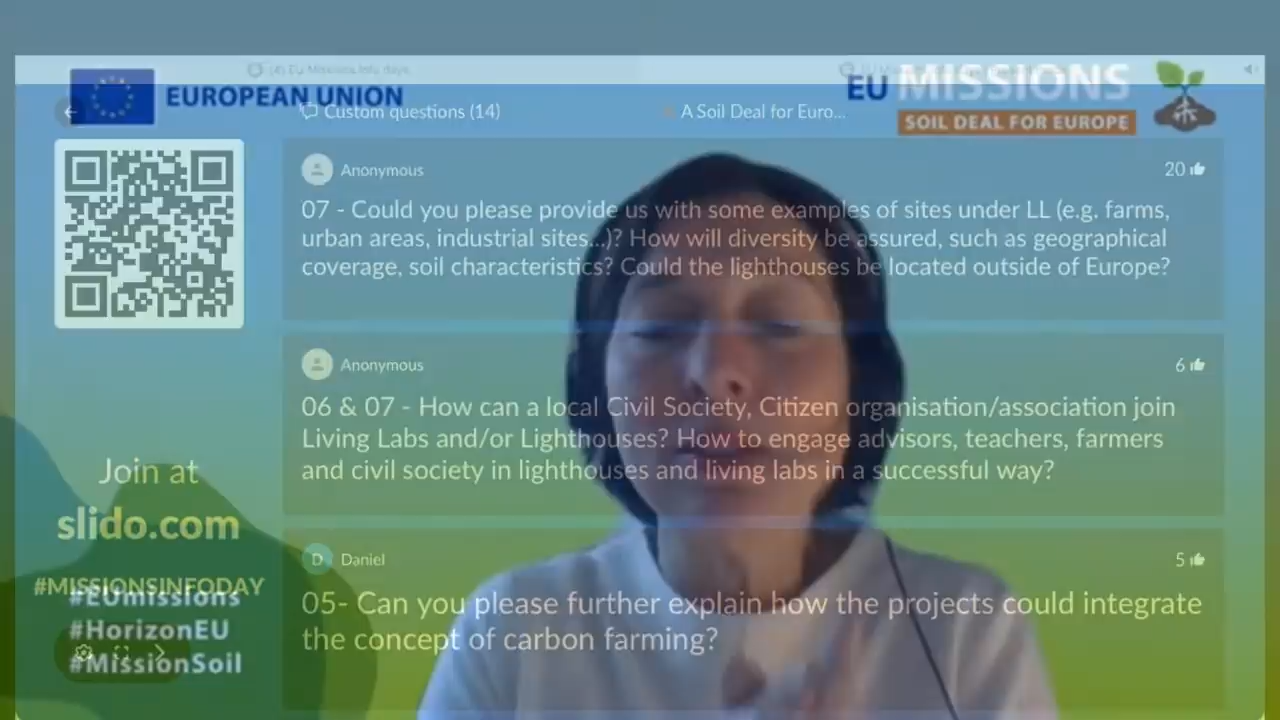 (4) EU Missions Info days
EUROPEAN UNION
EU MISSIONS
SOIL DEAL FOR EUROPE
Custom questions (14)
A Soil Deal for Euro...
Anonymous
20
07 - Could you please provide us with some examples of sites under LL (e.g. farms,
urban areas, industrial sites...)? How will diversity be assured, such as geographical
coverage, soil characteristics? Could the lighthouses be located outside of Europe?
Anonymous
6
06 & 07 - How can a local Civil Society, Citizen organisation/association join
Living Labs and/or Lighthouses? How to engage advisors, teachers, farmers
and civil society in lighthouses and living labs in a successful way?
D Daniel
5
05- Can you please further explain how the projects could integrate
the concept of carbon farming?
Join at
slido.com
#MISSIONSINFODAY
#EUmissions
#HorizonEU
#MissionSoil